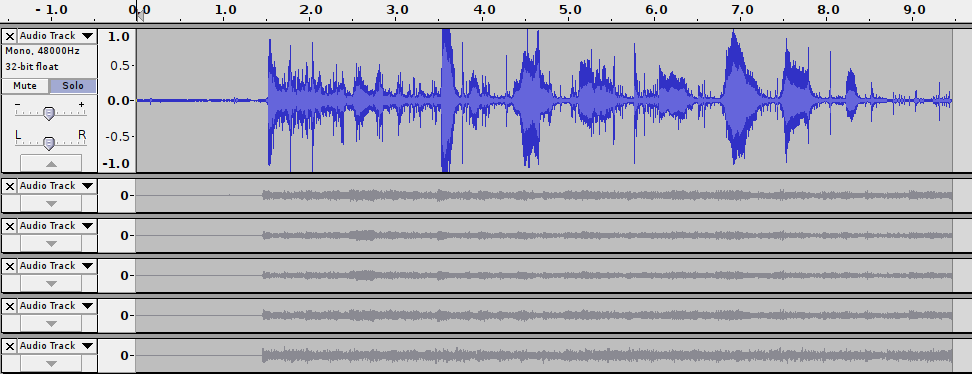 - 1.0 0.0 1.0 2.0 3.0 4.0 5.0 6.0 7.0 8.0 9.0
Audio Track
Mono, 48000Hz
32-bit float
Mute Solo
- +
L R
1.0
0.5-
0.0-
-0.5-
-1.0
Audio Track
0-
Audio Track
0-
Audio Track
0-
Audio Track
0-
Audio Track
0-